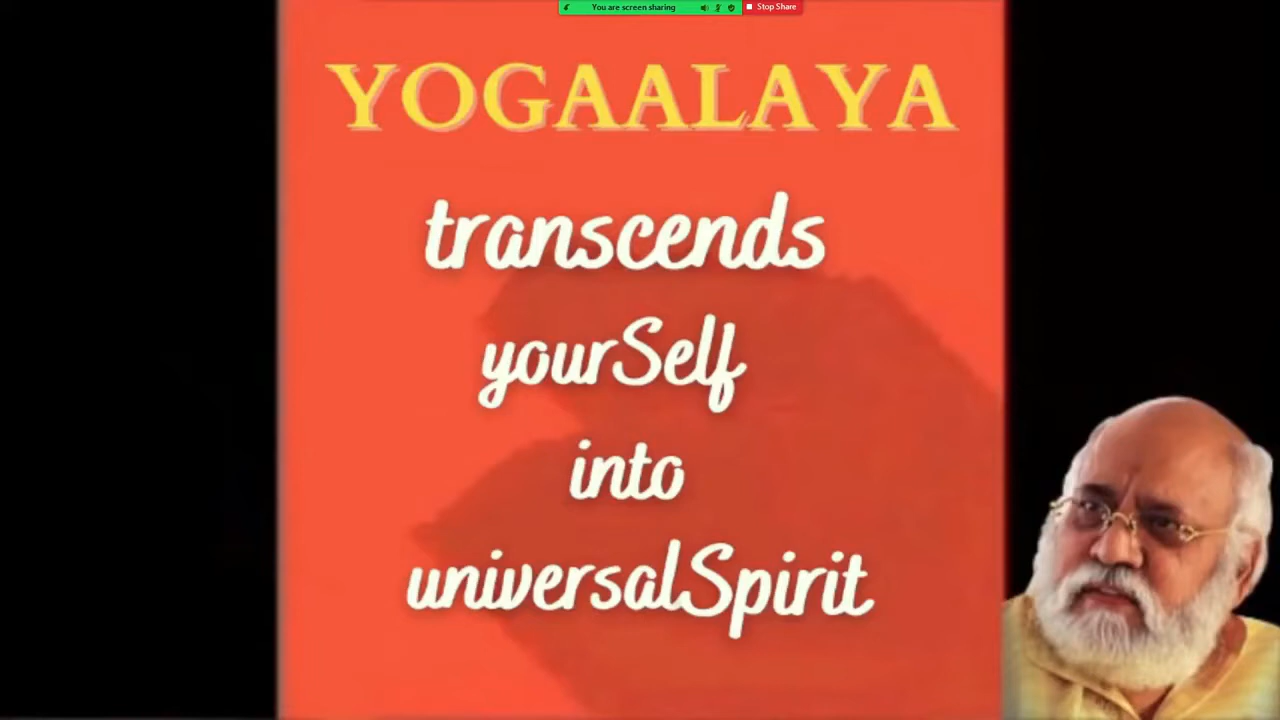 You are screen sharing Stop Share
YOGAALAYA
transcends
yourSelf
into
universalSpirit